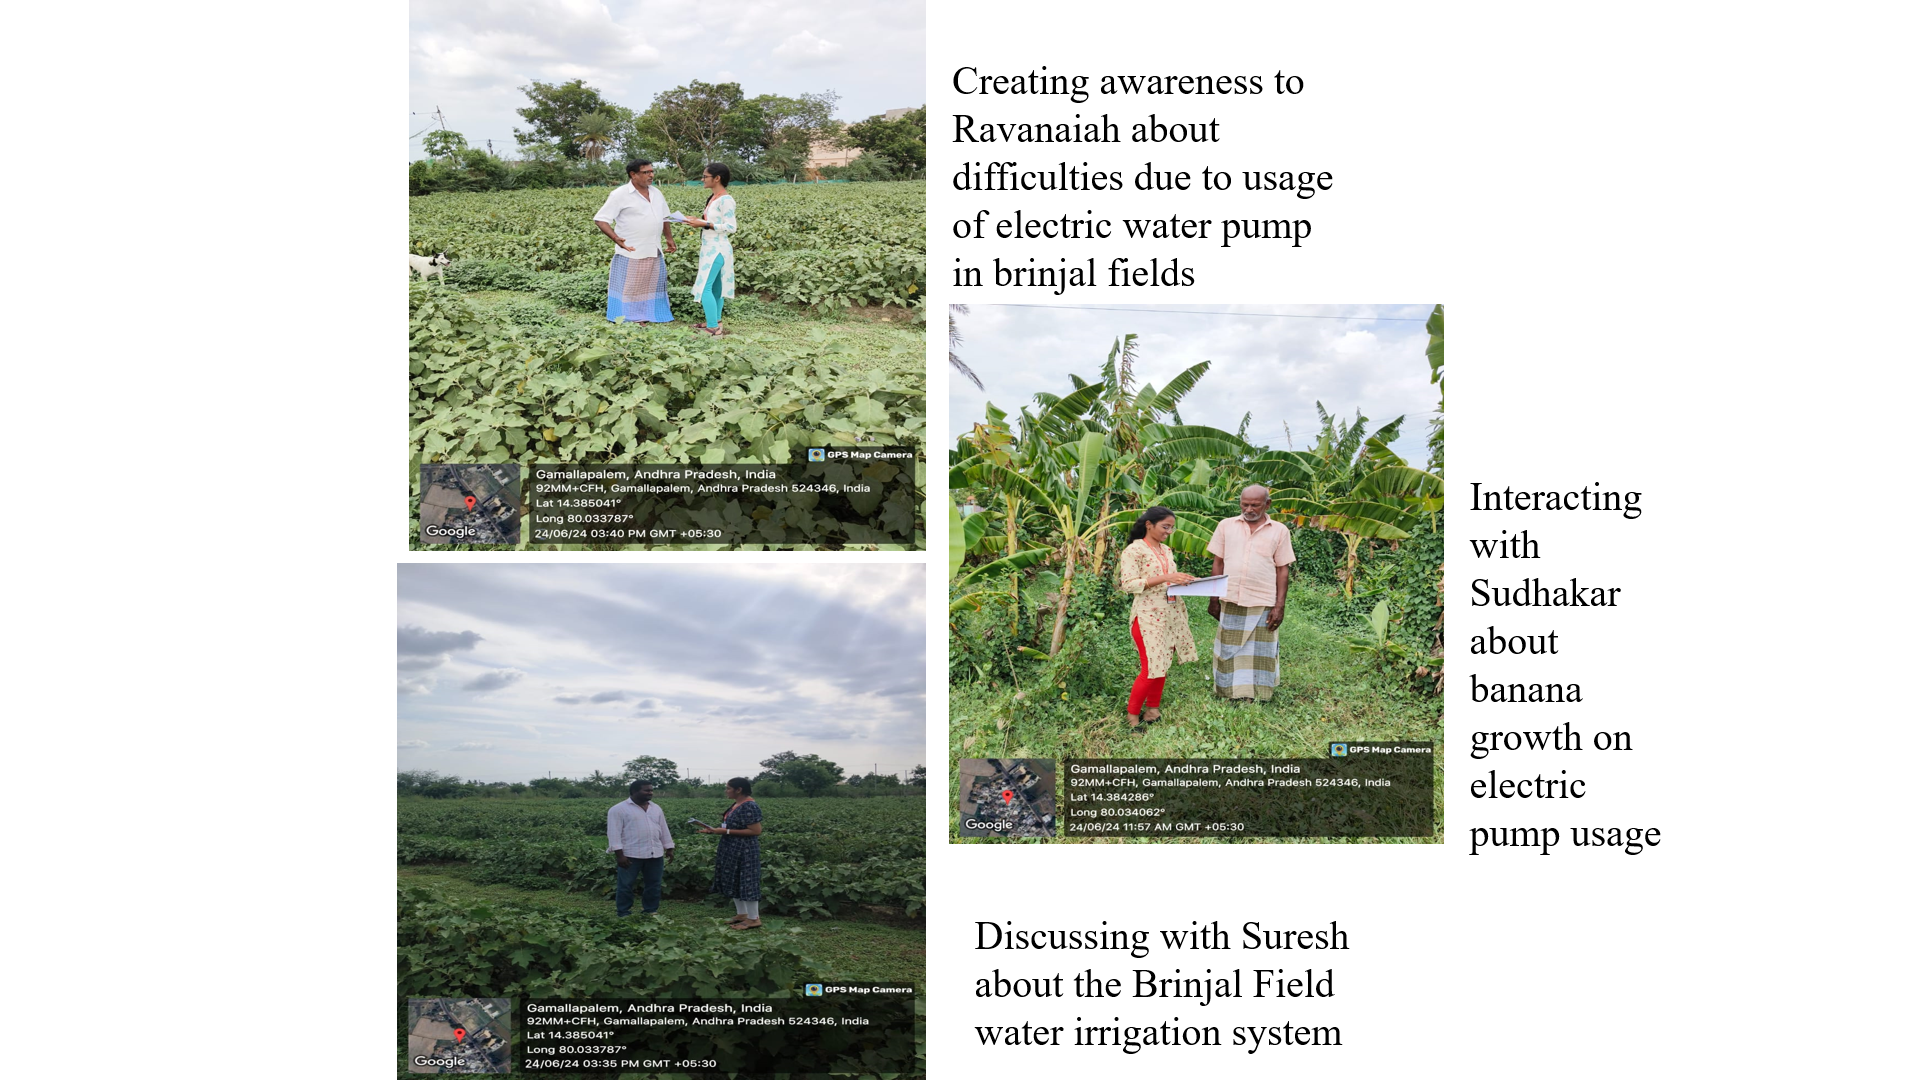 Creating awareness to
Ravanaiah about
difficulties due to usage
of electric water pump
in brinjal fields
GPS Map Camera
Gamallapalem, Andhra Pradesh, India
92MM+CFH, Gamallapalem, Andhra Pradesh 524346, India
Lat 14.385041°
Long 80.033787°
24/06/24 03:40 PM GMT +05:30
Google
Interacting
with
Sudhakar
about
banana
growth on
electric
pump usage
GPS Map Camera
Gamallapalem, Andhra Pradesh, India
92MM+CFH, Gamallapalem, Andhra Pradesh 524346, India
Lat 14.384286°
Long 80.034062°
24/06/24 11:57 AM GMT +05:30
Google
Discussing with Suresh
about the Brinjal Field
water irrigation system
GPS Map Camera
Gamallapalem, Andhra Pradesh, India
92MM+CFH, Gamallapalem, Andhra Pradesh 524346, India
Lat 14.385041°
Long 80.033787°
24/06/24 03:35 PM GMT +05:30
Google